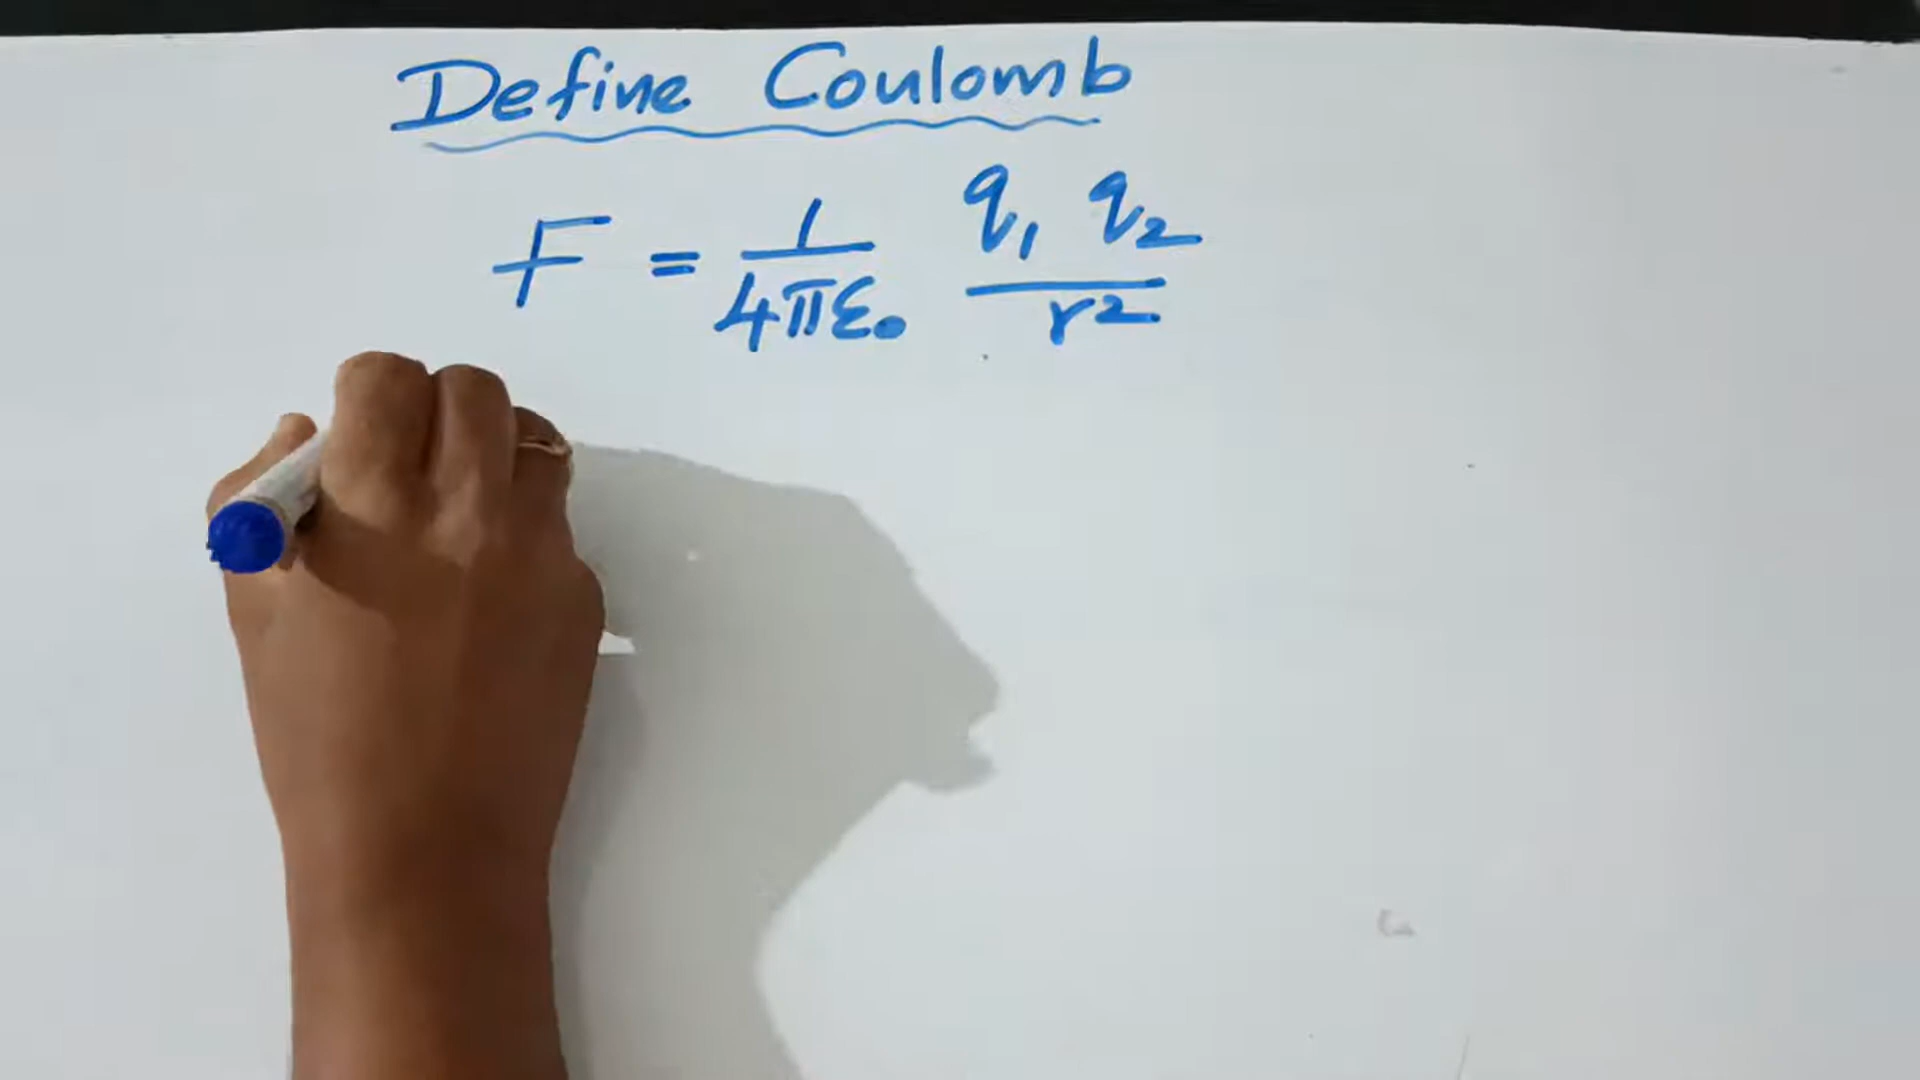 Define Coulomb
F = 1/4πε₀ q₁ q₂/r²